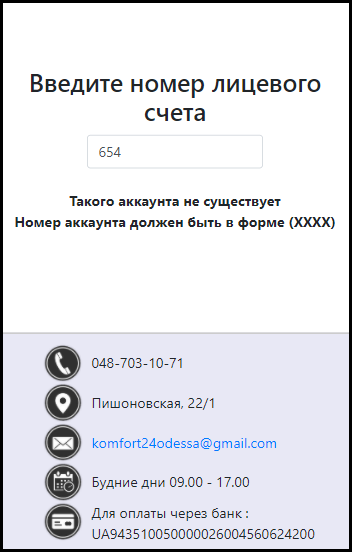 Введите номер лицевого
счета
654
Такого аккаунта не существует
Номер аккаунта должен быть в форме (XXXX)
048-703-10-71
Пишоновская, 22/1
komfort24odessa@gmail.com
Будние дни 09.00 - 17.00
Для оплаты через банк :
UA943510050000026004560624200